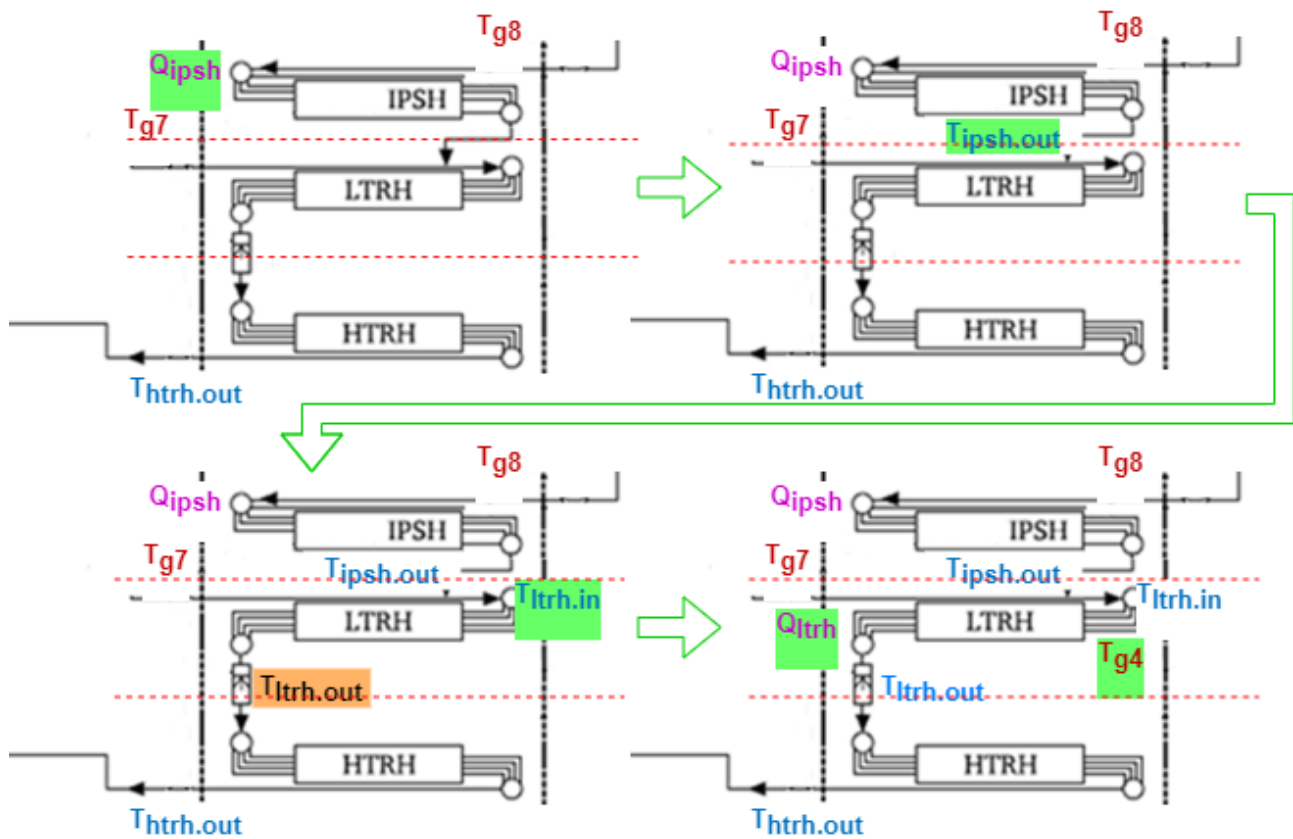 Tg8
Qipsh
IPSH
Tg7
LTRH
HTRH
Thtrh.out
Tg8
Qipsh
IPSH
Tg7
Tipsh.out
LTRH
HTRH
Thtrh.out
Tg8
Qipsh
IPSH
Tg7
Tipsh.out
Tltrh.in
LTRH
Tltrh.out
HTRH
Thtrh.out
Tg8
Qipsh
IPSH
Tg7
Tipsh.out
Tltrh.in
Qltrh
LTRH
Tg4
Tltrh.out
HTRH
Thtrh.out